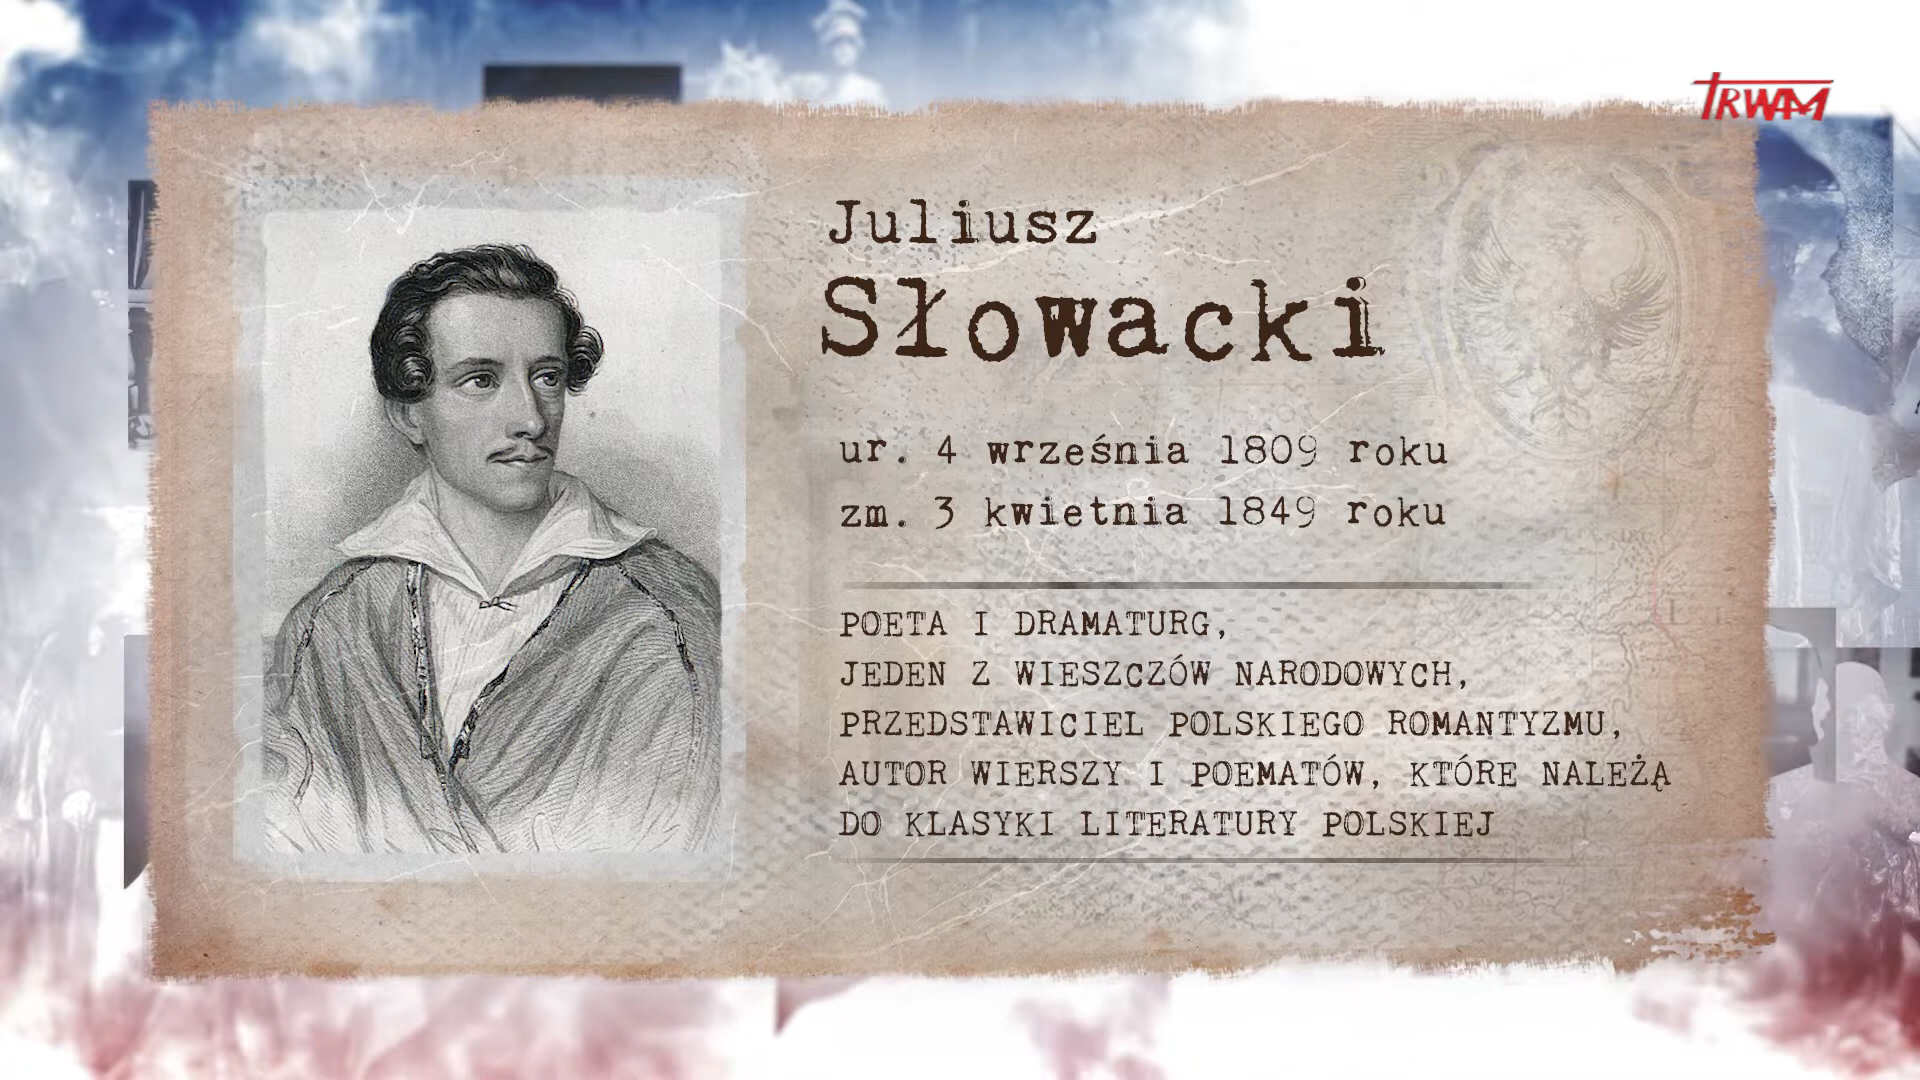 TRWAM
Juliusz
Słowacki
ur. 4 września 1809 roku
zm. 3 kwietnia 1849 roku
POETA I DRAMATURG,
JEDEN Z WIESZCZÓW NARODOWYCH,
PRZEDSTAWICIEL POLSKIEGO ROMANTYZMU,
AUTOR WIERSZY I POEMATÓW, KTÓRE NALEŻĄ
DO KLASYKI LITERATURY POLSKIEJ